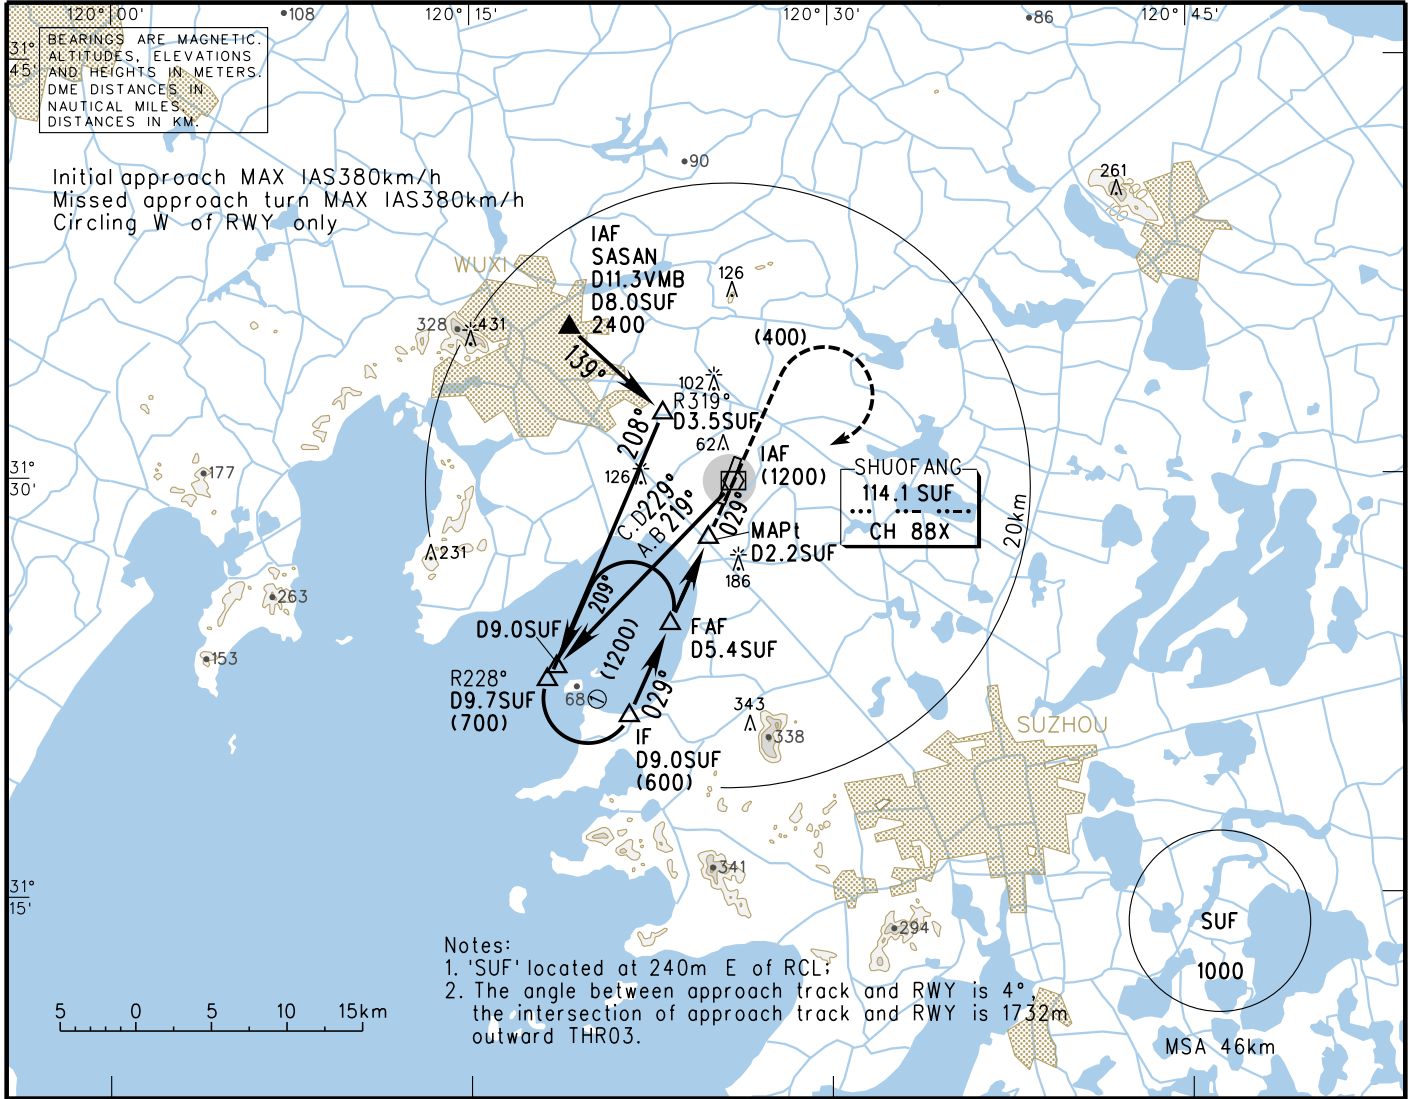 120° 00'
108
120° 15'
120° 30'
86
120° 45'
31°
45'
BEARINGS ARE MAGNETIC.
ALTITUDES, ELEVATIONS
AND HEIGHTS IN METERS.
DME DISTANCES IN
NAUTICAL MILES.
DISTANCES IN KM.
90
261
Initial approach MAX IAS380km/h
Missed approach turn MAX IAS380km/h
Circling W of RWY only
IAF
SASAN
D11.3VMB
D8.0SUF
2400
WUXI
126
328
431
(400)
139°
102
R319°
D3.5SUF
208°
62
IAF
(1200)
126
177
31°
30'
SHUOFANG
114.1 SUF
CH 88X
C.D229°
A.B219°
029°
20km
MAPt
D2.2SUF
186
231
263
209°
D9.0SUF
FAF
D5.4SUF
(1200)
153
R228°
D9.7SUF
(700)
68
1
029°
343
338
SUZHOU
IF
D9.0SUF
(600)
341
31°
15'
294
SUF
1000
MSA 46km
Notes:
1. 'SUF' located at 240m E of RCL;
2. The angle between approach track and RWY is 4°,
the intersection of approach track and RWY is 1732m
outward THR03.
5 0 5 10 15km